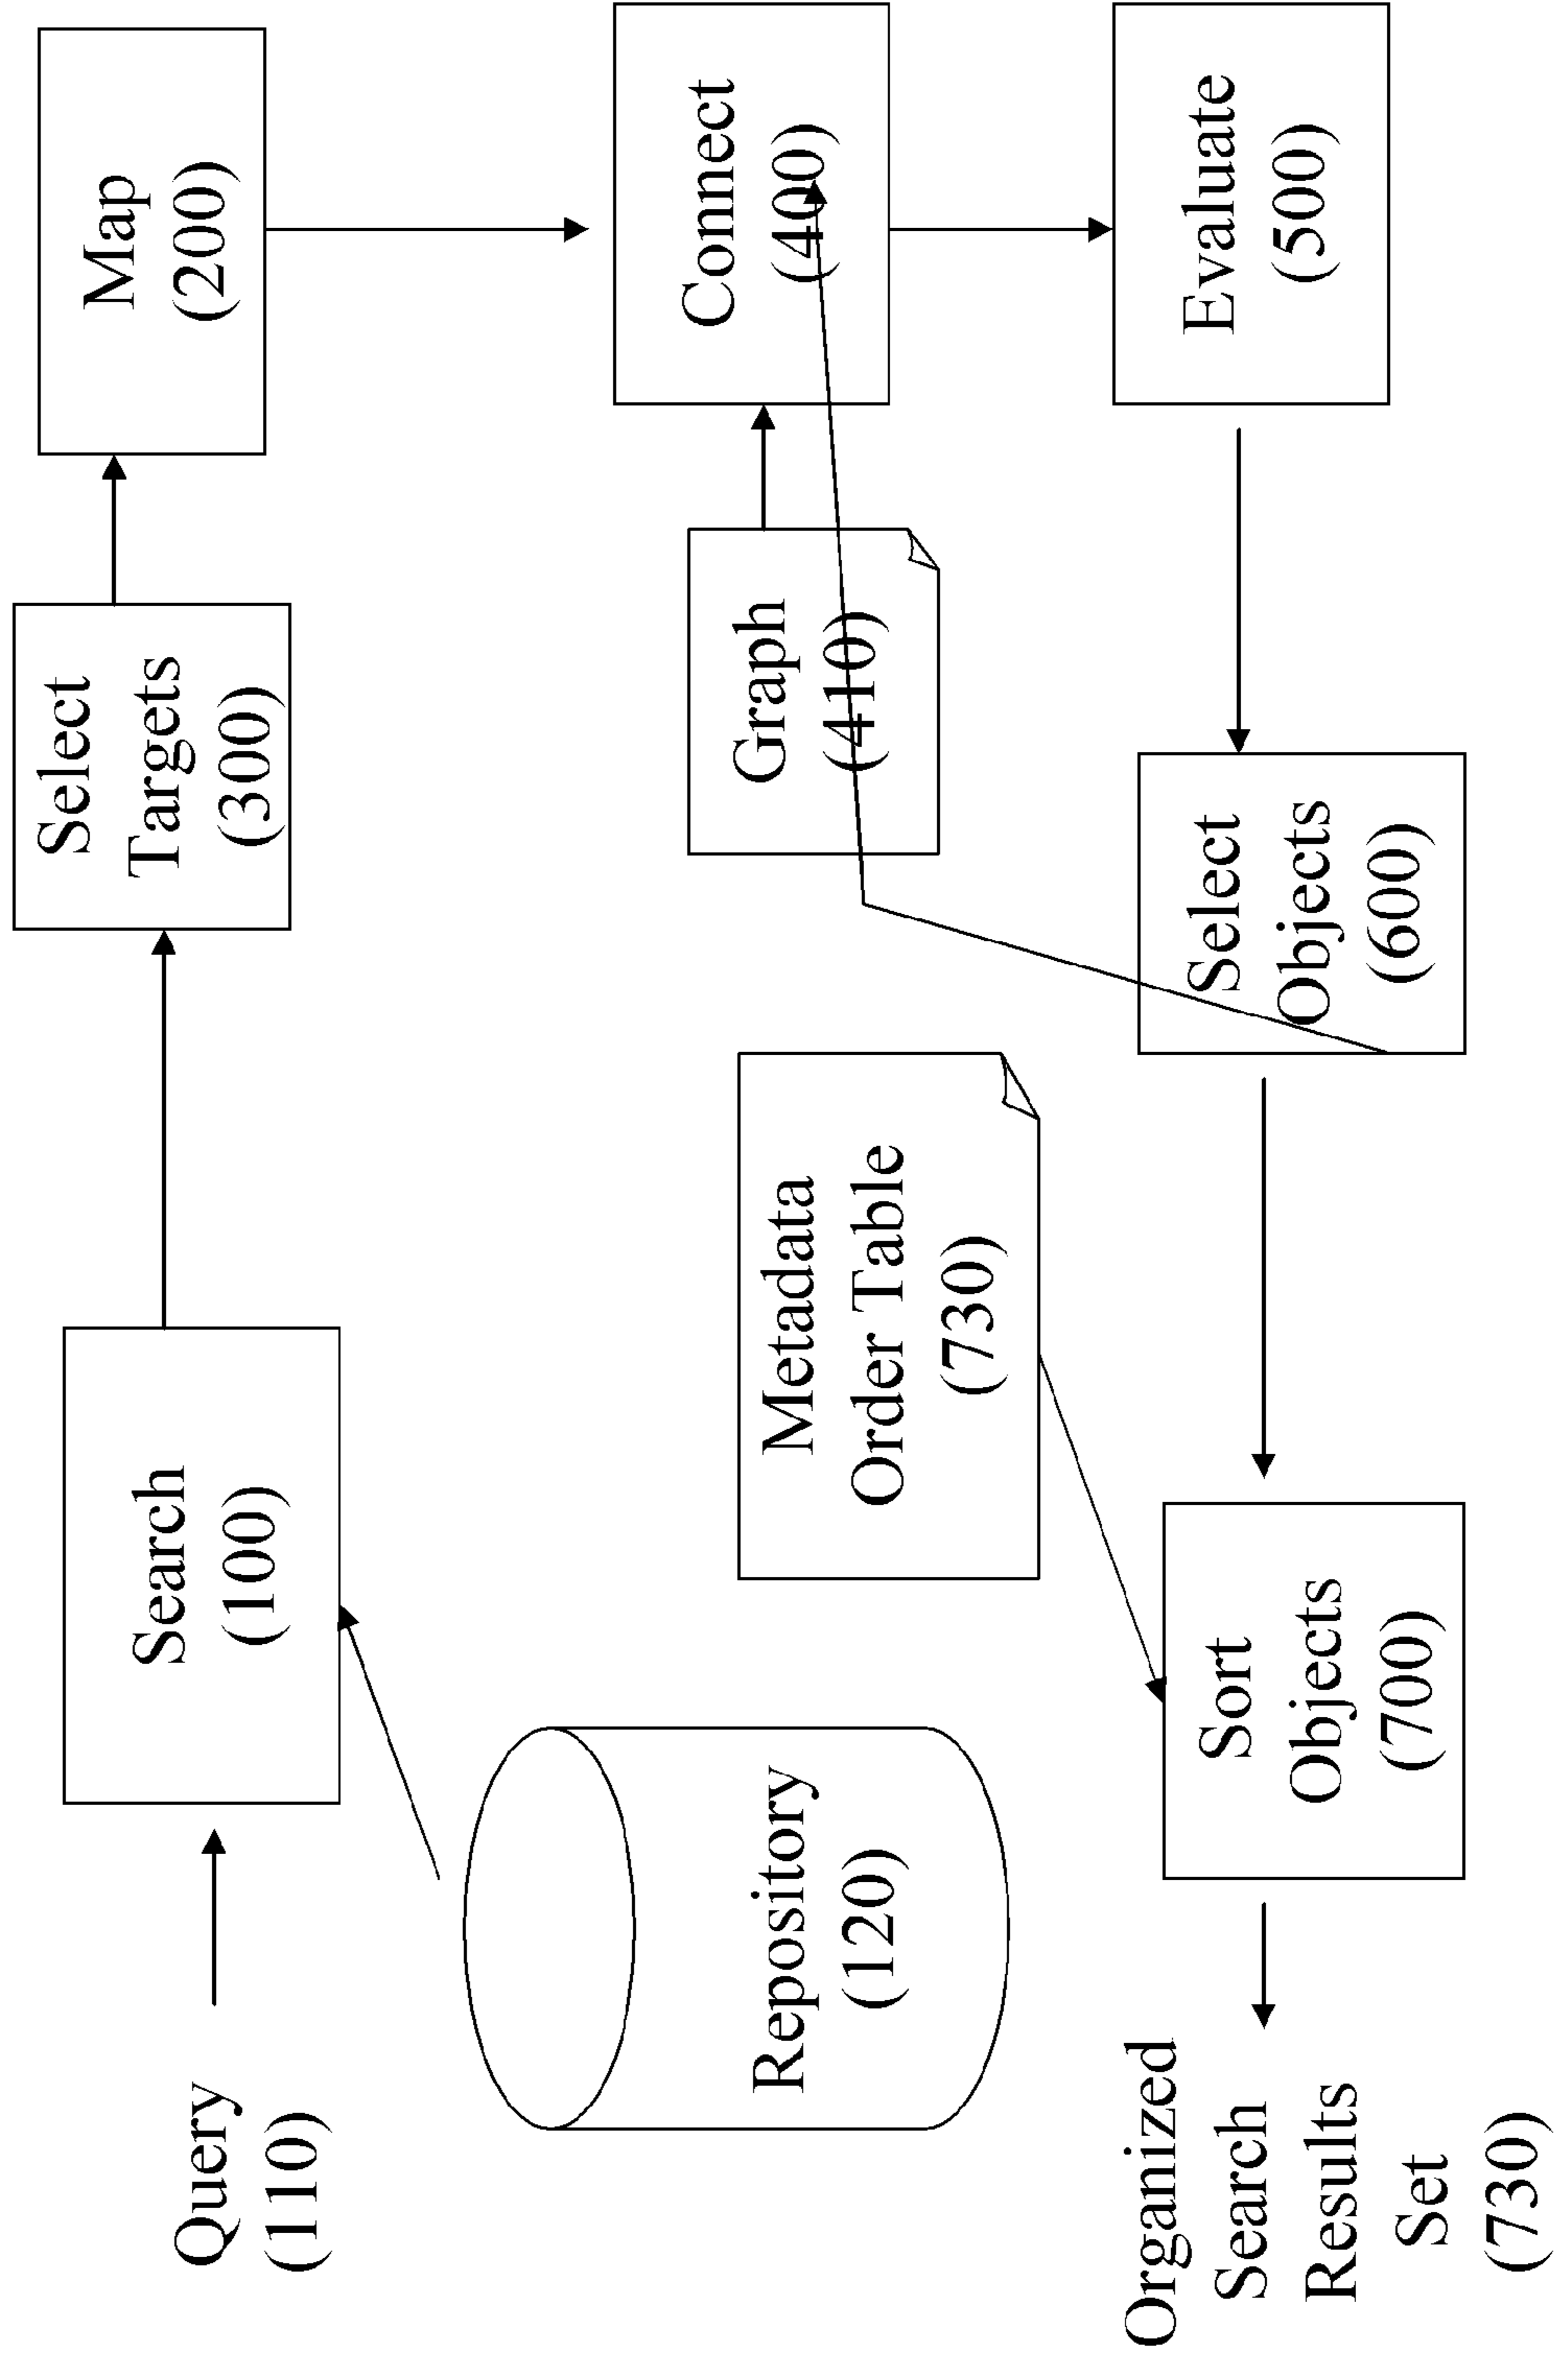 Query
(110)
Search
(100)
Select
Targets
(300)
Map
(200)
Repository
(120)
Metadata
Order Table
(730)
Graph
(410)
Connect
(400)
Organized
Search
Results
Set
(730)
Sort
Objects
(700)
Select
Objects
(600)
Evaluate
(500)